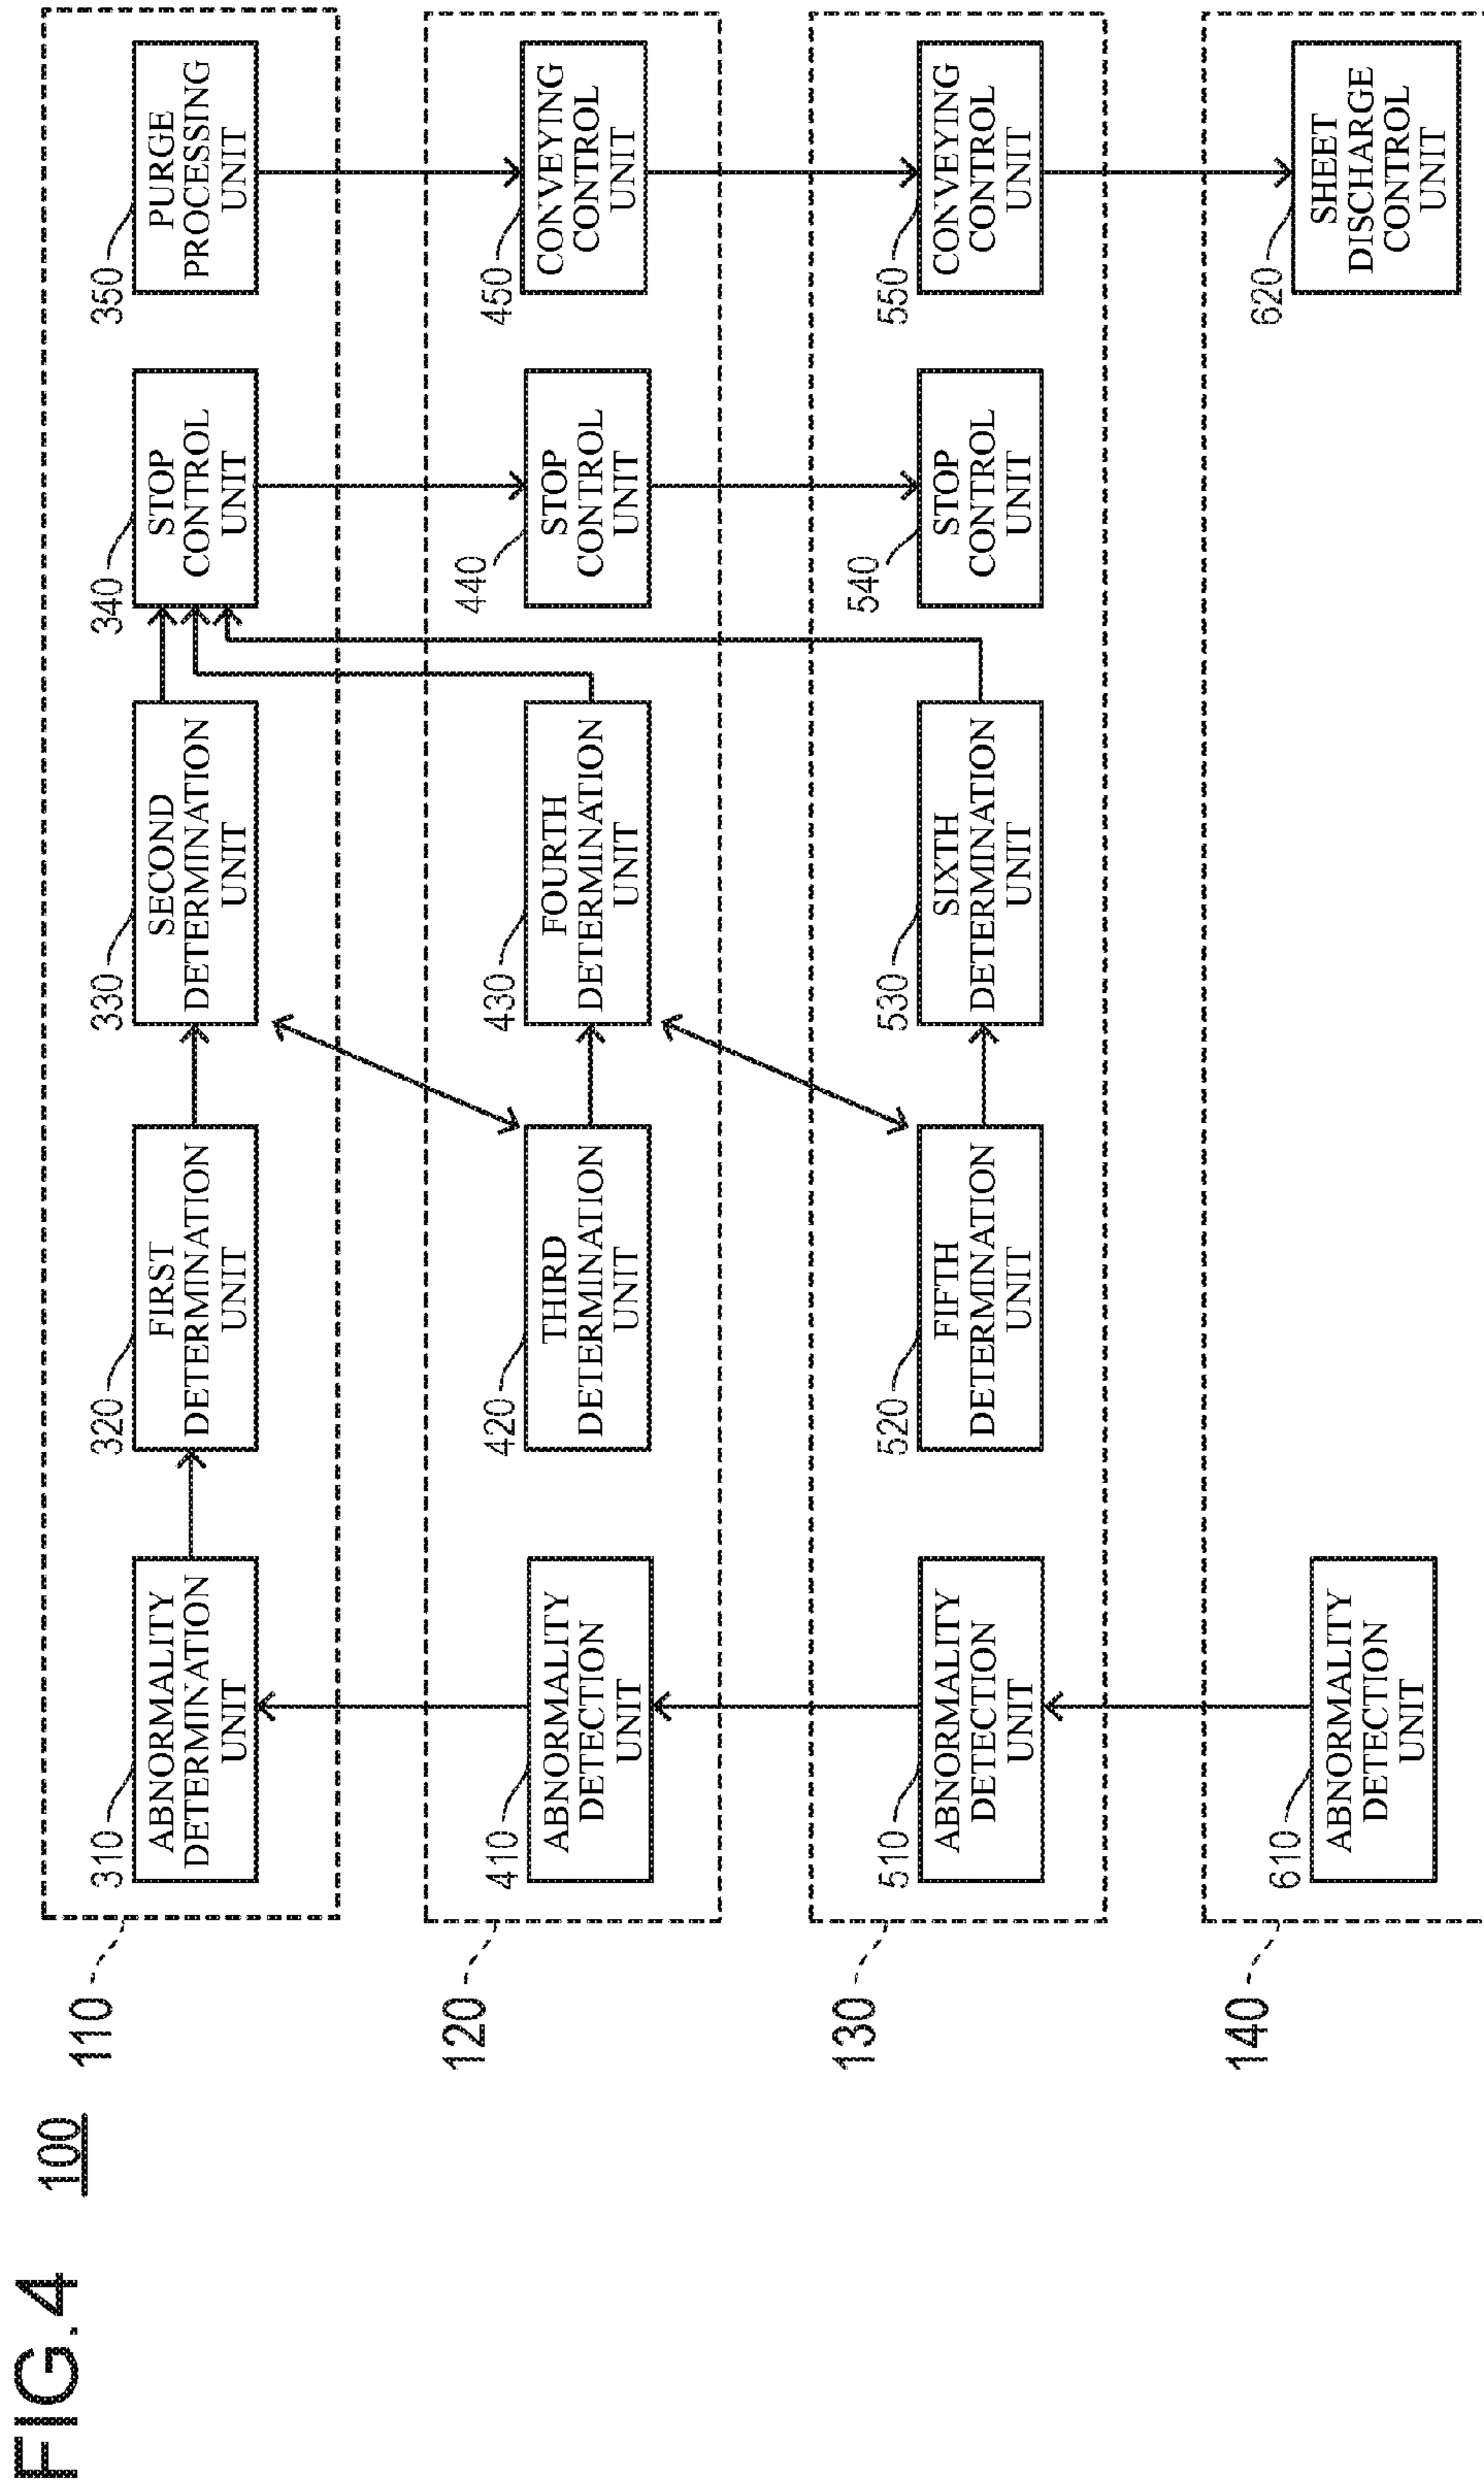 FIG.4
100
110
310
ABNORMALITY
DETERMINATION
UNIT
320
FIRST
DETERMINATION
UNIT
330
SECOND
DETERMINATION
UNIT
340
STOP
CONTROL
UNIT
350
PURGE
PROCESSING
UNIT
120
410
ABNORMALITY
DETECTION
UNIT
420
THIRD
DETERMINATION
UNIT
430
FOURTH
DETERMINATION
UNIT
440
STOP
CONTROL
UNIT
450
CONVEYING
CONTROL
UNIT
130
510
ABNORMALITY
DETECTION
UNIT
520
FIFTH
DETERMINATION
UNIT
530
SIXTH
DETERMINATION
UNIT
540
STOP
CONTROL
UNIT
550
CONVEYING
CONTROL
UNIT
140
610
ABNORMALITY
DETECTION
UNIT
620
SHEET
DISCHARGE
CONTROL
UNIT